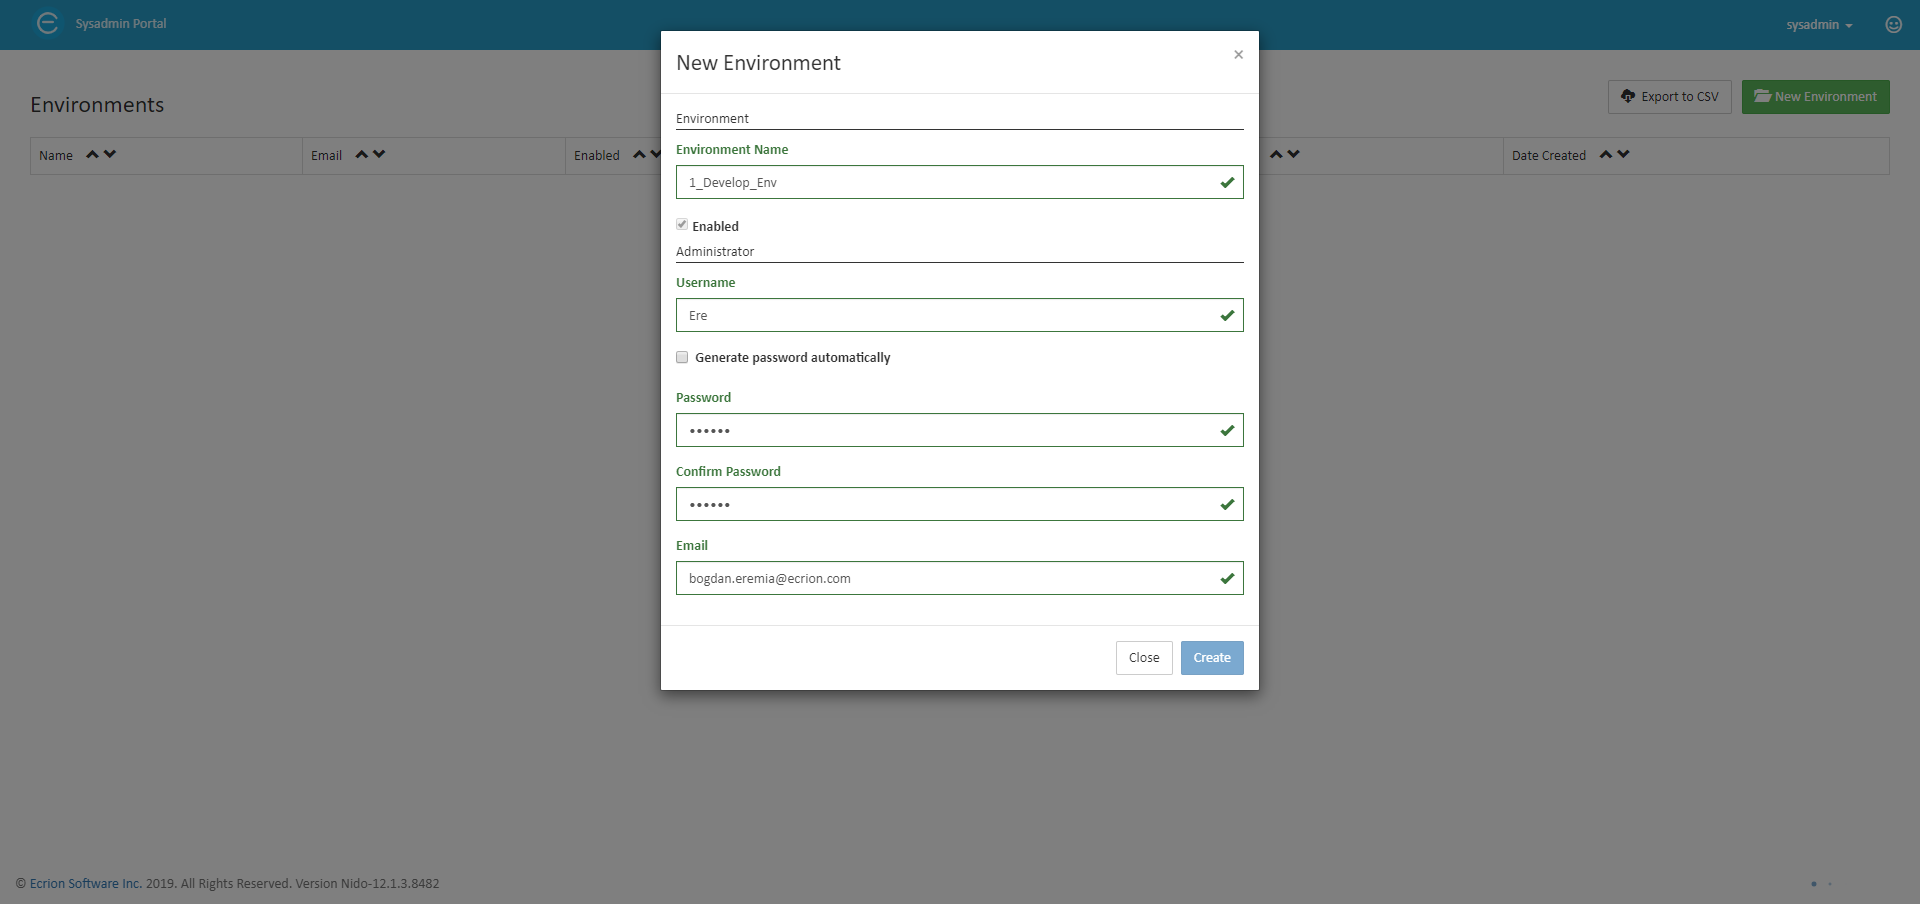 Sysadmin Portal
sysadmin
New Environment
×
Environments
Export to CSV
New Environment
Name
Email
Enabled
Date Created
Environment
Environment Name
1_Develop_Env
Enabled
Administrator
Username
Ere
Generate password automatically
Password
••••••
Confirm Password
••••••
Email
bogdan.eremia@ecrion.com
Close
Create
© Ecrion Software Inc. 2019. All Rights Reserved. Version Nido-12.1.3.8482